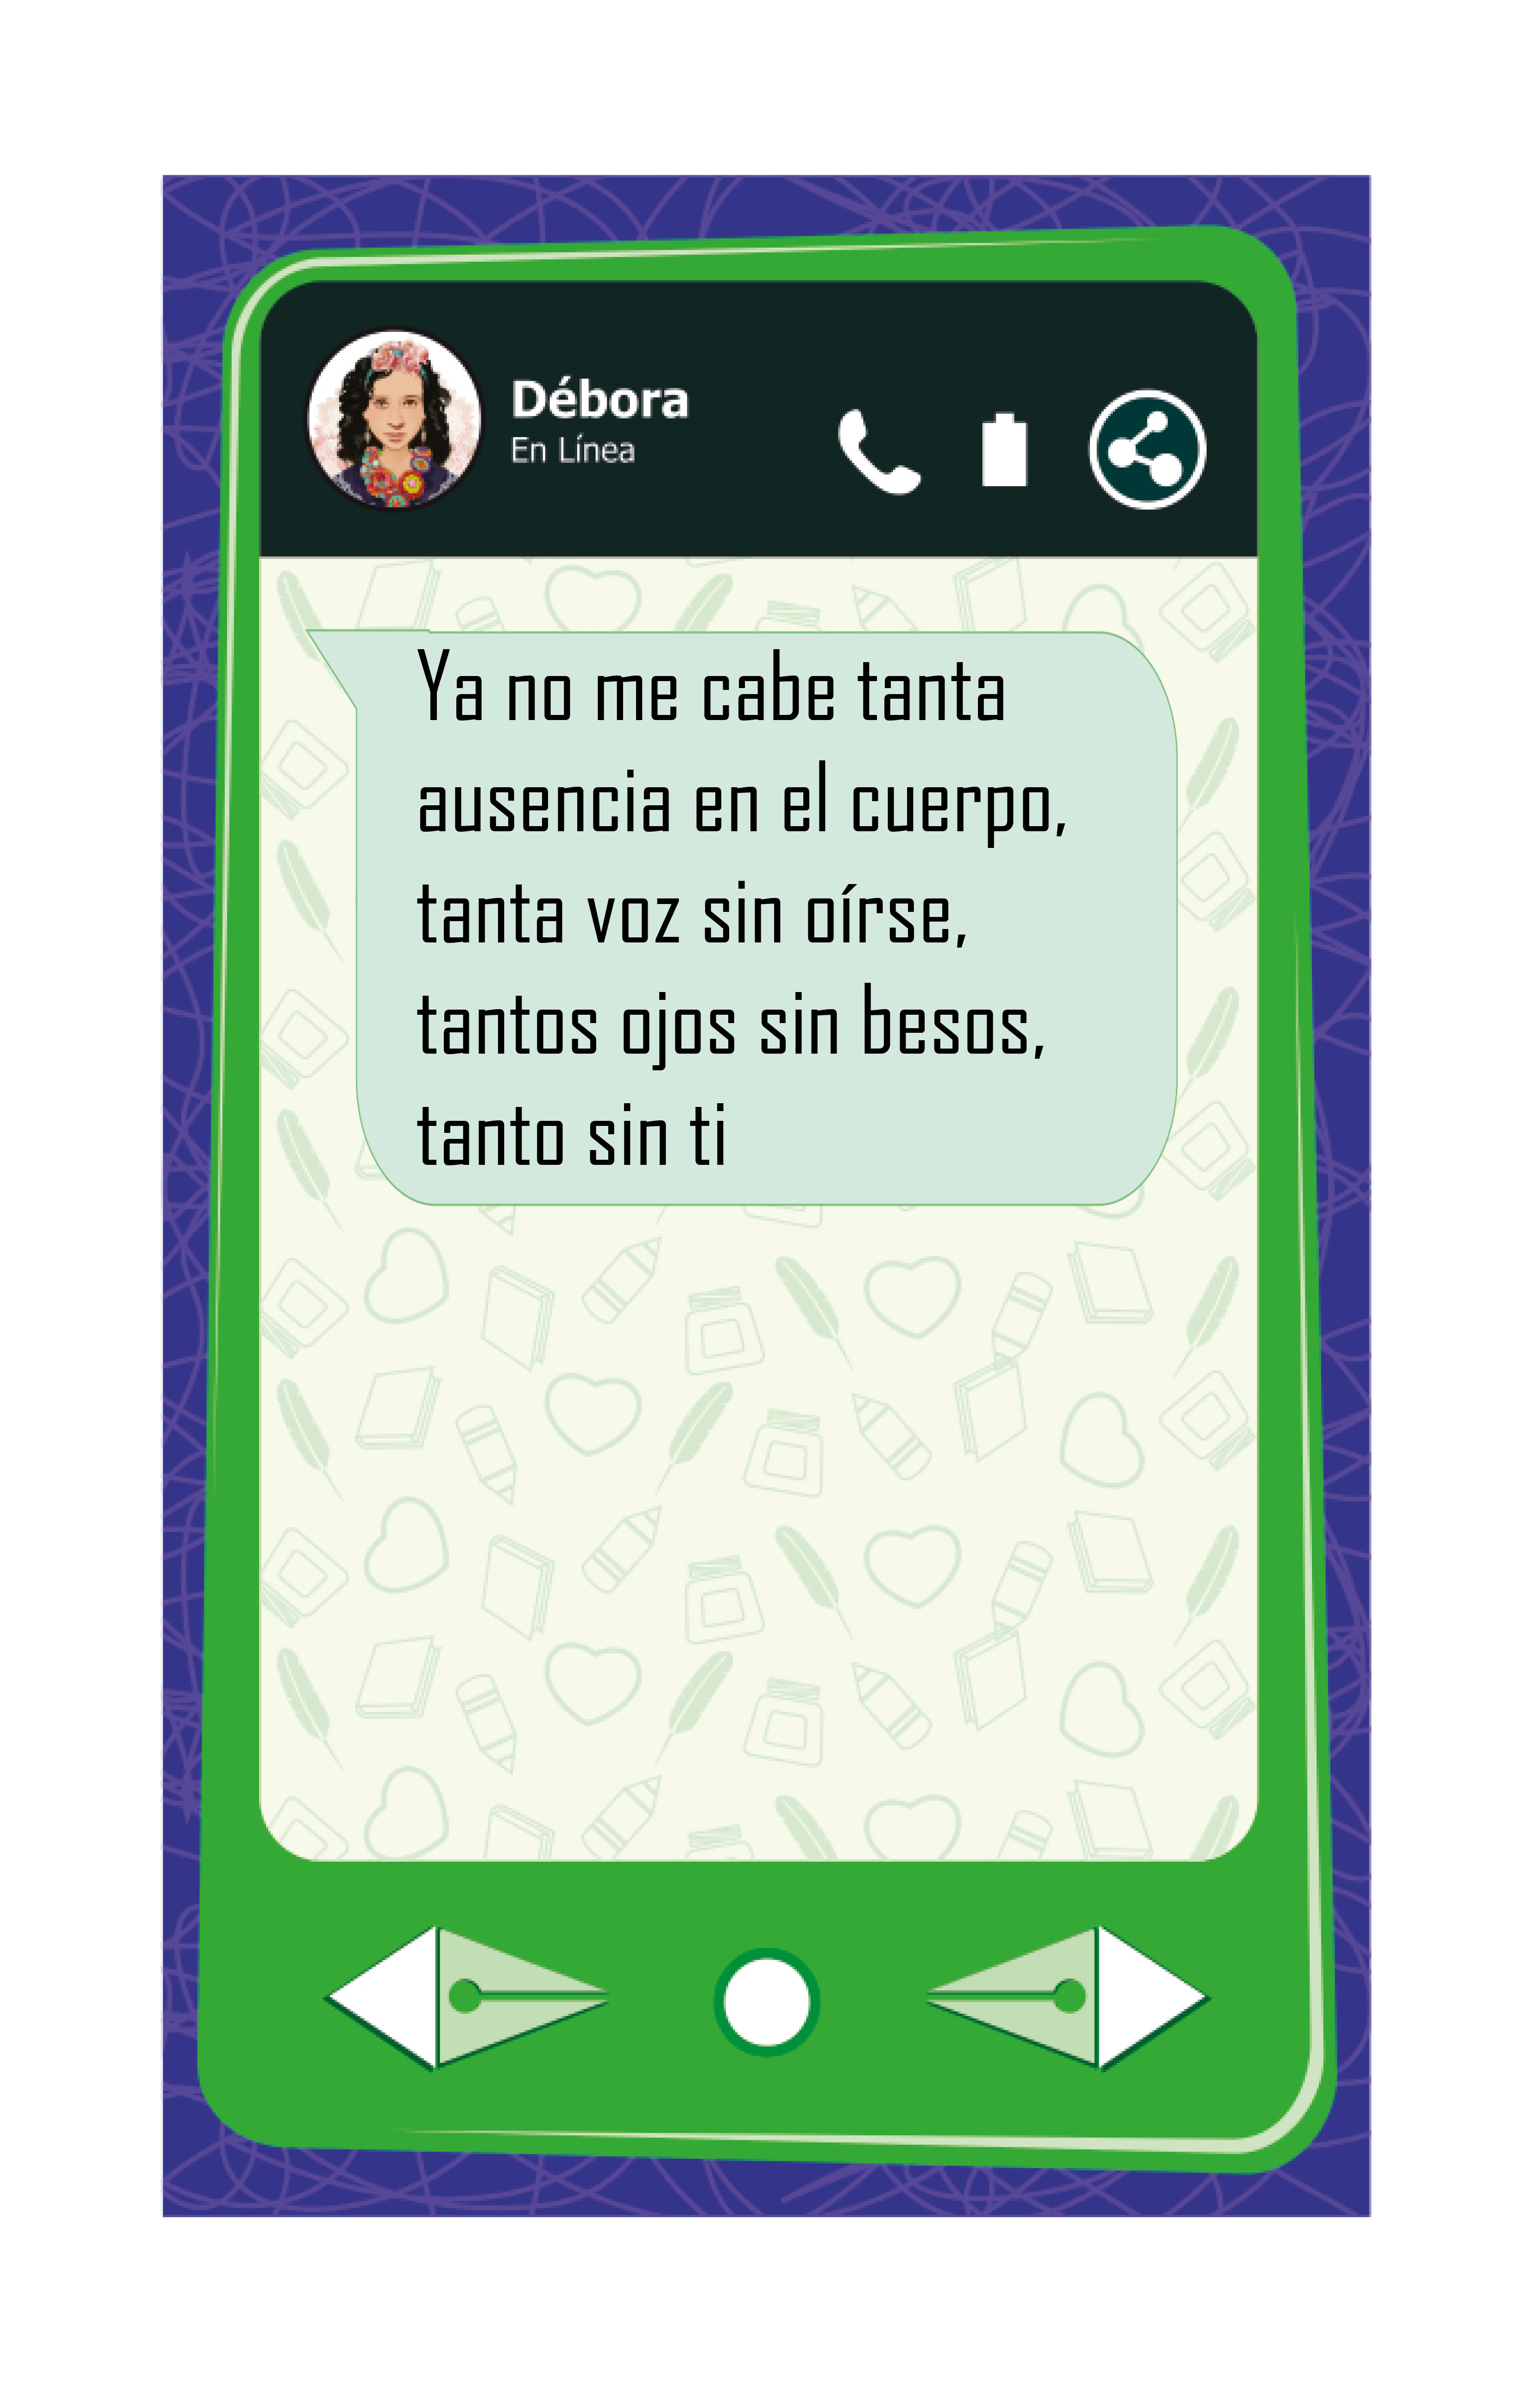 Débora
En Línea
Ya no me cabe tanta
ausencia en el cuerpo,
tanta voz sin oírse,
tantos ojos sin besos,
tanto sin ti